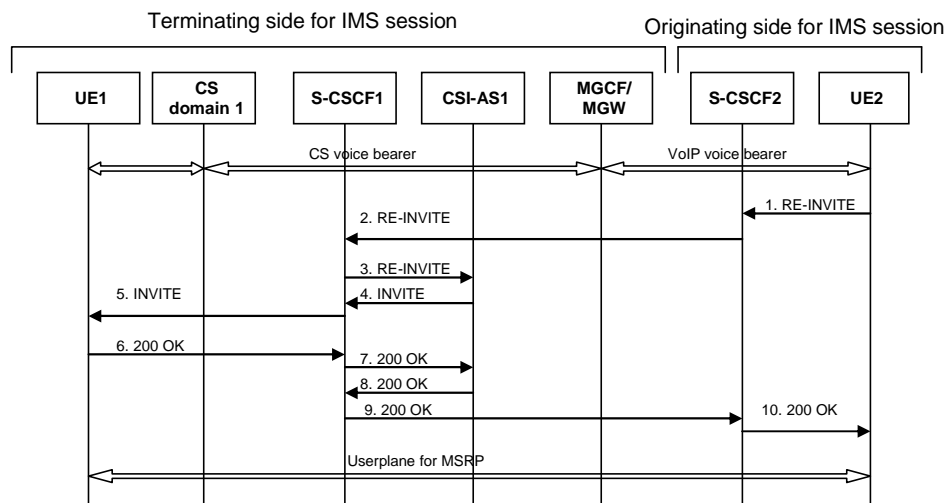 Terminating side for IMS session
Originating side for IMS session
UE1
CS
domain 1
S-CSCF1
CSI-AS1
MGCF/
MGW
S-CSCF2
UE2
CS voice bearer
VoIP voice bearer
1. RE-INVITE
2. RE-INVITE
3. RE-INVITE
4. INVITE
5. INVITE
6. 200 OK
7. 200 OK
8. 200 OK
9. 200 OK
10. 200 OK
Userplane for MSRP